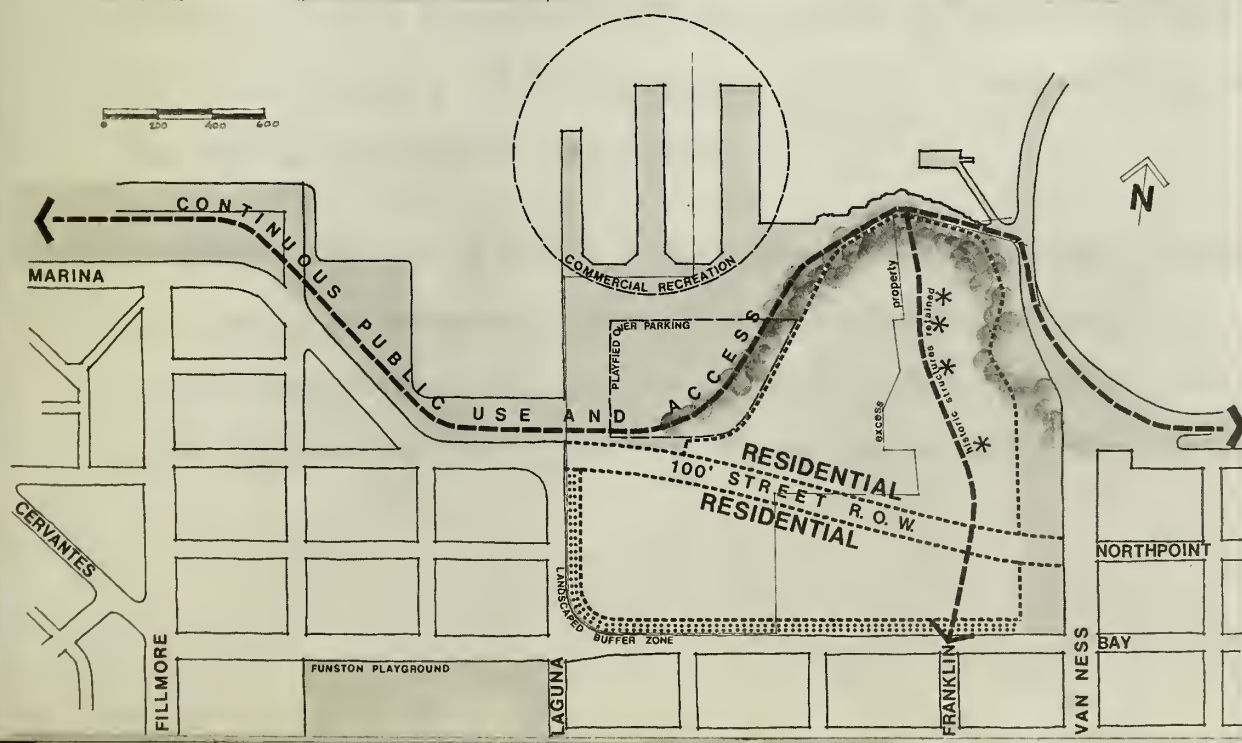 0 200 400 600
N
CONTINUOUS PUBLIC USE AND ACCESS
COMMERCIAL RECREATION
MARINA
PLAYFIED OVER PARKING
property
excess
historic structures retained
RESIDENTIAL
100' STREET R.O.W.
RESIDENTIAL
CERVANTES
NORTHPOINT
LANDSCAPED
BUFFER ZONE
BAY
FUNSTON PLAYGROUND
FILLMORE
LAGUNA
FRANKLIN
VAN NESS